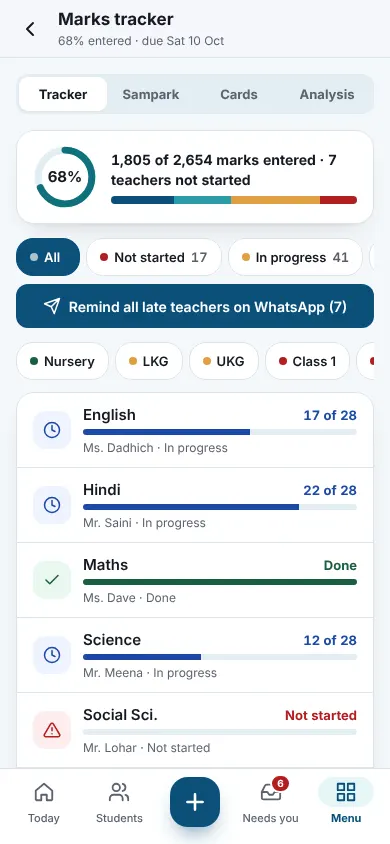 Marks tracker
68% entered · due Sat 10 Oct
Tracker Sampark Cards Analysis
68%
1,805 of 2,654 marks entered · 7
teachers not started
All Not started 17 In progress 41
Remind all late teachers on WhatsApp (7)
Nursery LKG UKG Class 1
English 17 of 28
Ms. Dadhich · In progress
Hindi 22 of 28
Mr. Saini · In progress
Maths Done
Ms. Dave · Done
Science 12 of 28
Mr. Meena · In progress
Social Sci. Not started
Mr. Lohar · Not started
6
Today Students Needs you Menu